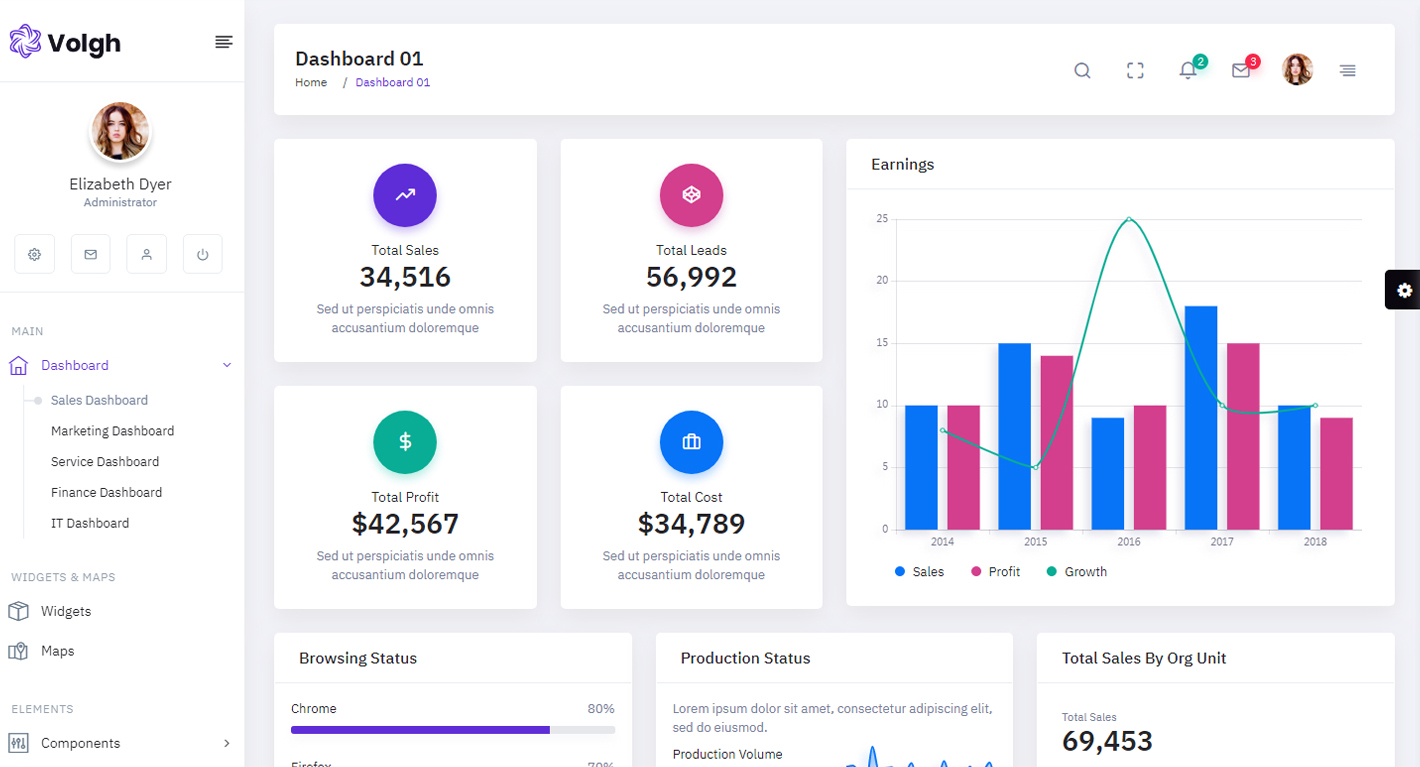 Volgh
Elizabeth Dyer
Administrator
MAIN
Dashboard
Sales Dashboard
Marketing Dashboard
Service Dashboard
Finance Dashboard
IT Dashboard
WIDGETS & MAPS
Widgets
Maps
ELEMENTS
Components
Dashboard 01
Home / Dashboard 01
2
3
Total Sales
34,516
Sed ut perspiciatis unde omnis
accusantium doloremque
Total Leads
56,992
Sed ut perspiciatis unde omnis
accusantium doloremque
Total Profit
$42,567
Sed ut perspiciatis unde omnis
accusantium doloremque
Total Cost
$34,789
Sed ut perspiciatis unde omnis
accusantium doloremque
Earnings
25
20
15
10
5
0
2014 2015 2016 2017 2018
Sales Profit Growth
Browsing Status
Chrome 80%
Firefox 70%
Production Status
Lorem ipsum dolor sit amet, consectetur adipiscing elit,
sed do eiusmod.
Production Volume
Total Sales By Org Unit
Total Sales
69,453